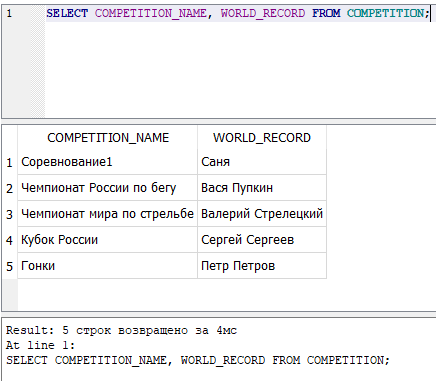 1 SELECT COMPETITION_NAME, WORLD_RECORD FROM COMPETITION;
COMPETITION_NAME WORLD_RECORD
1 Соревнование1 Саня
2 Чемпионат России по бегу Вася Пупкин
3 Чемпионат мира по стрельбе Валерий Стрелецкий
4 Кубок России Сергей Сергеев
5 Гонки Петр Петров
Result: 5 строк возвращено за 4мс
At line 1:
SELECT COMPETITION_NAME, WORLD_RECORD FROM COMPETITION;